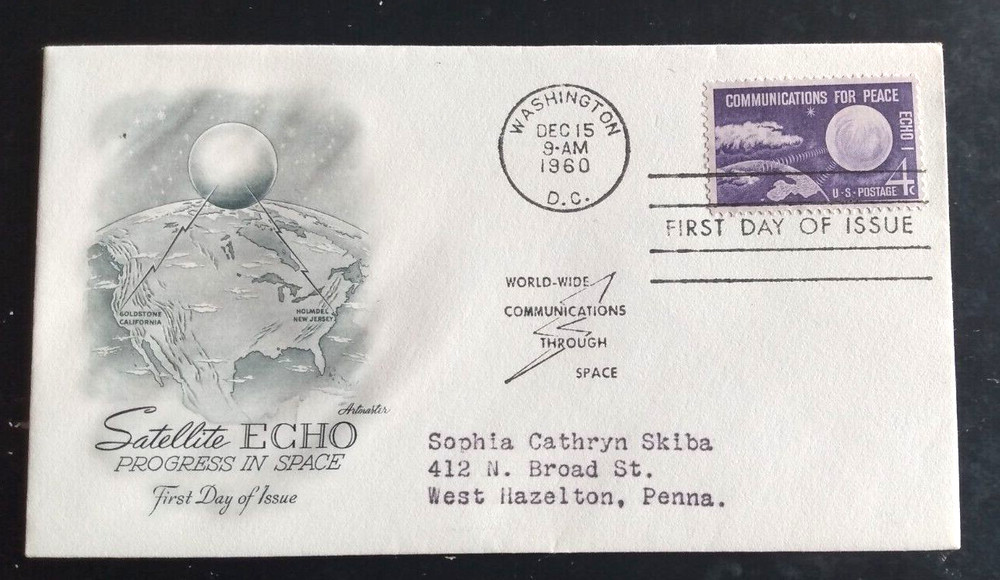 WASHINGTON
DEC 15
9-AM
1960
D.C.
COMMUNICATIONS FOR PEACE
ECHO I
U·S·POSTAGE 4c
FIRST DAY OF ISSUE
WORLD-WIDE
COMMUNICATIONS
THROUGH
SPACE
GOLDSTONE
CALIFORNIA
HOLMDEL
NEW JERSEY
Artmaster
Satellite ECHO
PROGRESS IN SPACE
First Day of Issue
Sophia Cathryn Skiba
412 N. Broad St.
West Hazelton, Penna.